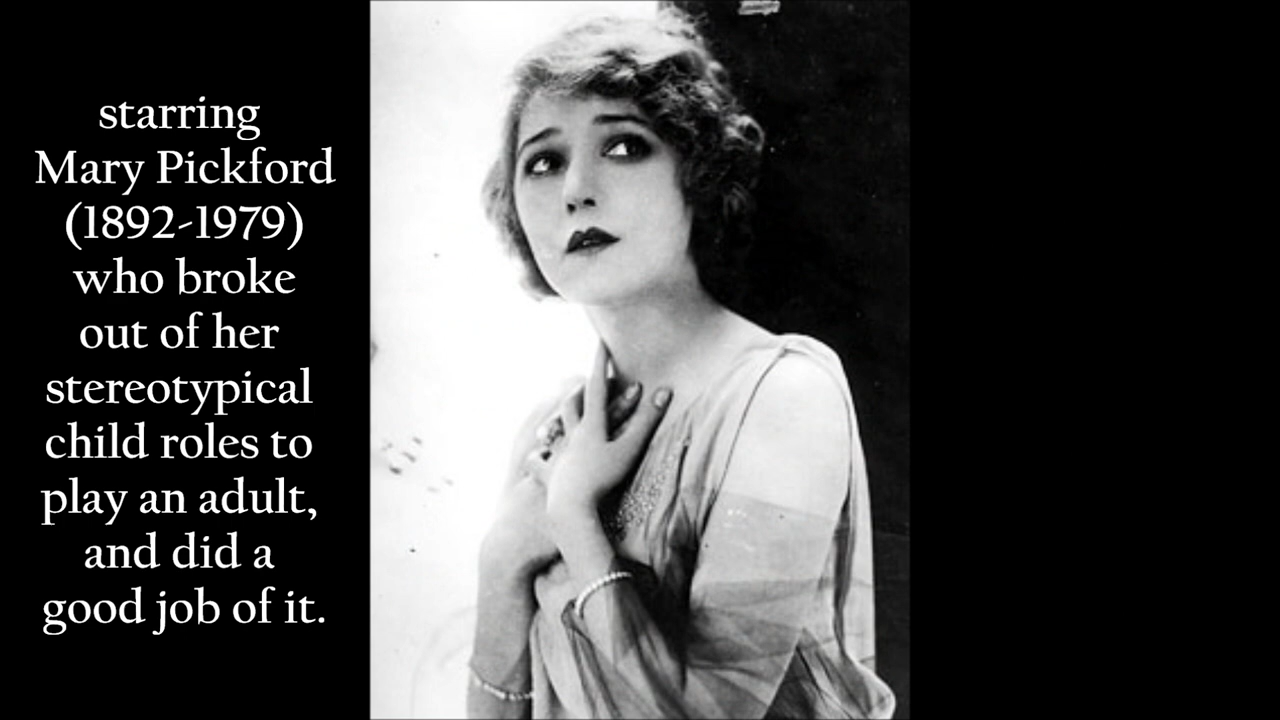 starring
Mary Pickford
(1892-1979)
who broke
out of her
stereotypical
child roles to
play an adult,
and did a
good job of it.